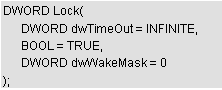 DWORD Lock(
DWORD dwTimeOut = INFINITE,
BOOL = TRUE,
DWORD dwWakeMask = 0
);